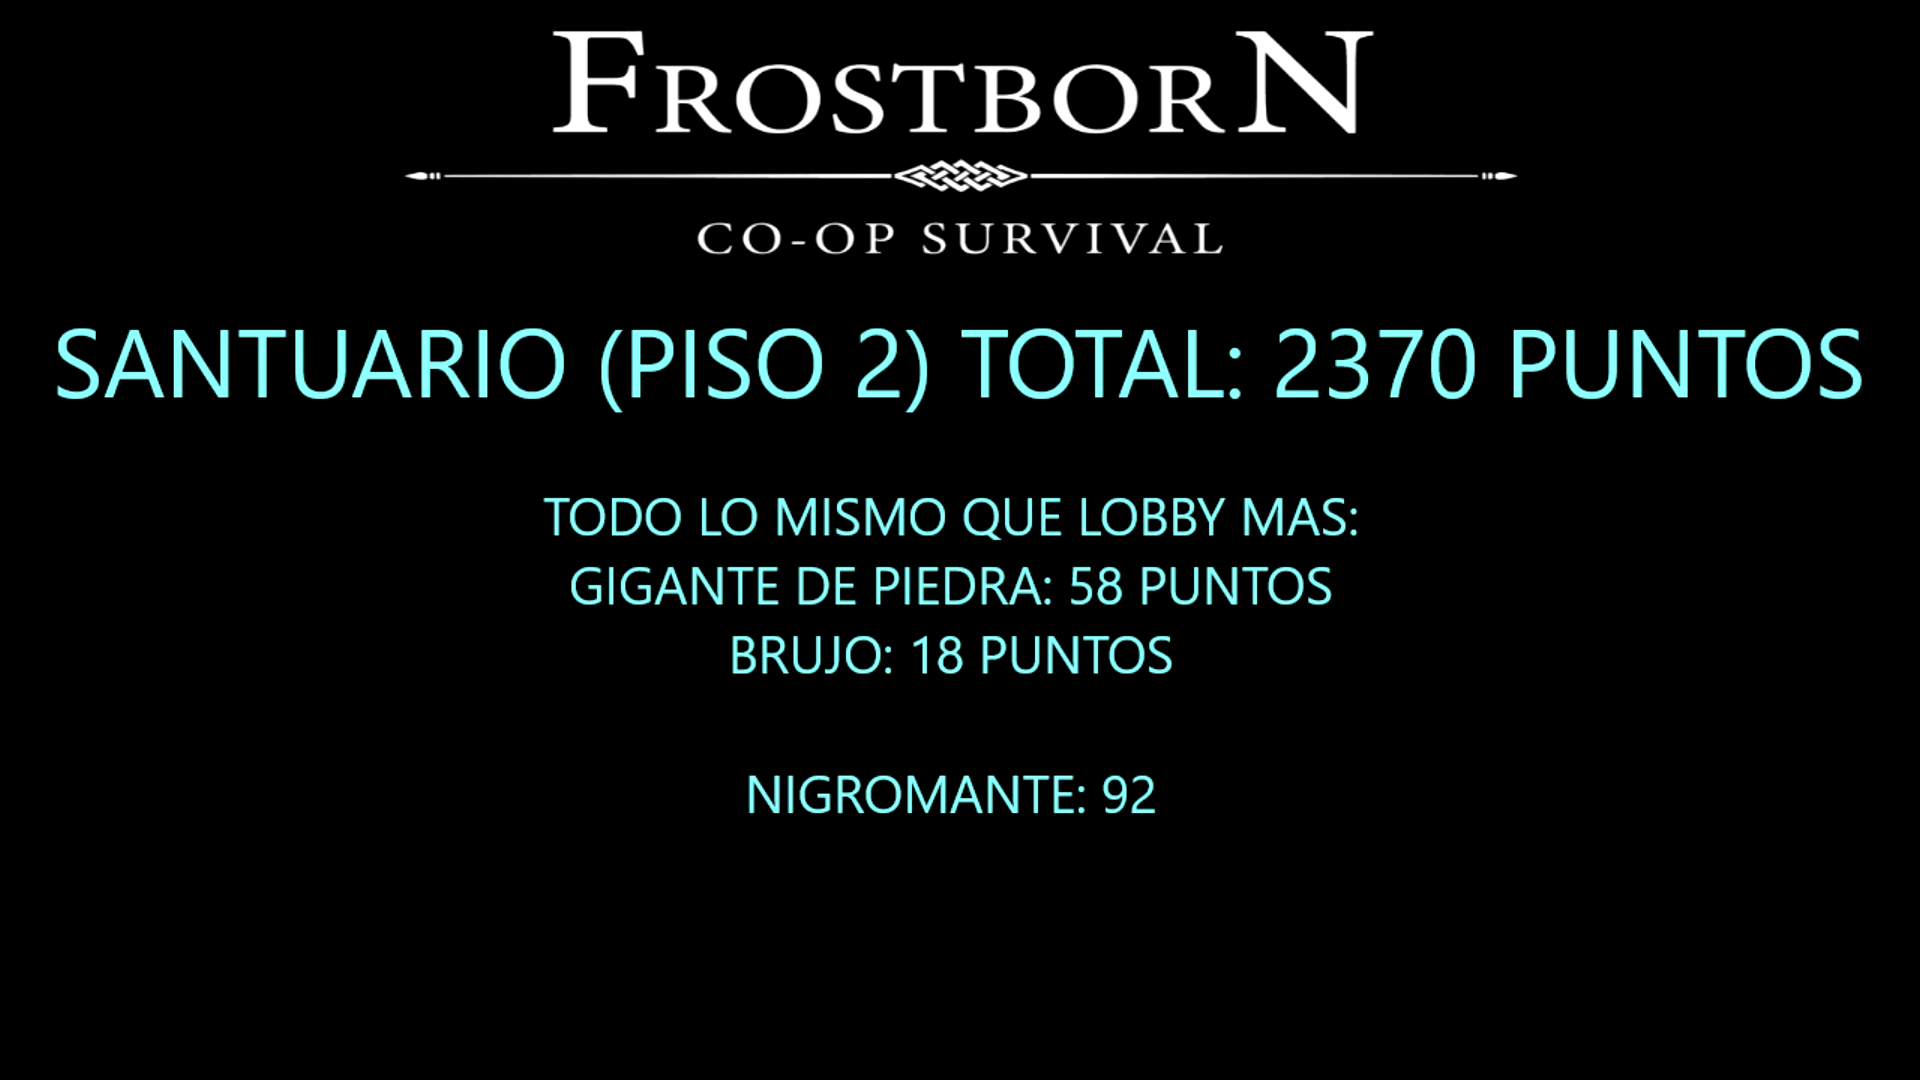 FROSTBORN
CO-OP SURVIVAL
SANTUARIO (PISO 2) TOTAL: 2370 PUNTOS
TODO LO MISMO QUE LOBBY MAS:
GIGANTE DE PIEDRA: 58 PUNTOS
BRUJO: 18 PUNTOS
NIGROMANTE: 92